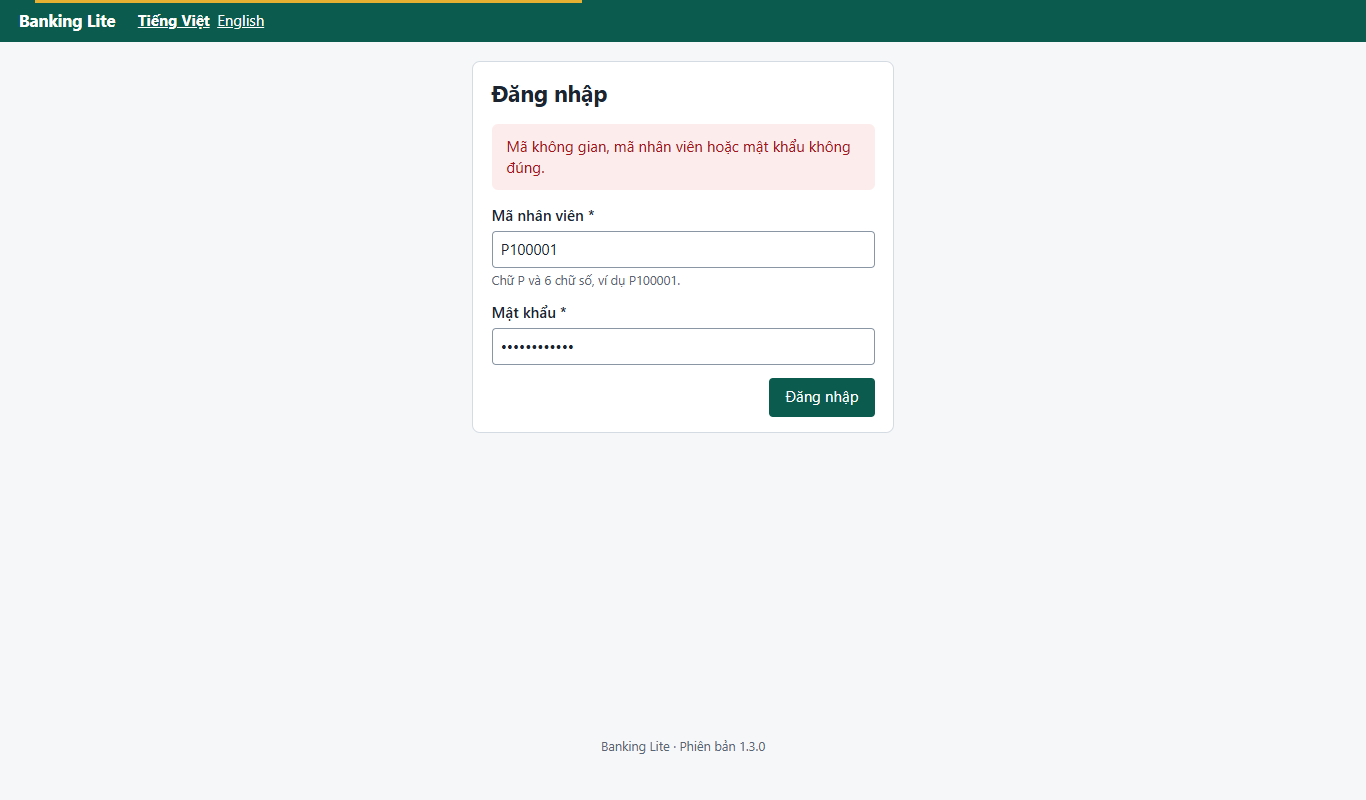 Banking Lite Tiếng Việt English
Đăng nhập
Mã không gian, mã nhân viên hoặc mật khẩu không
đúng.
Mã nhân viên *
P100001
Chữ P và 6 chữ số, ví dụ P100001.
Mật khẩu *
••••••••••••
Đăng nhập
Banking Lite · Phiên bản 1.3.0